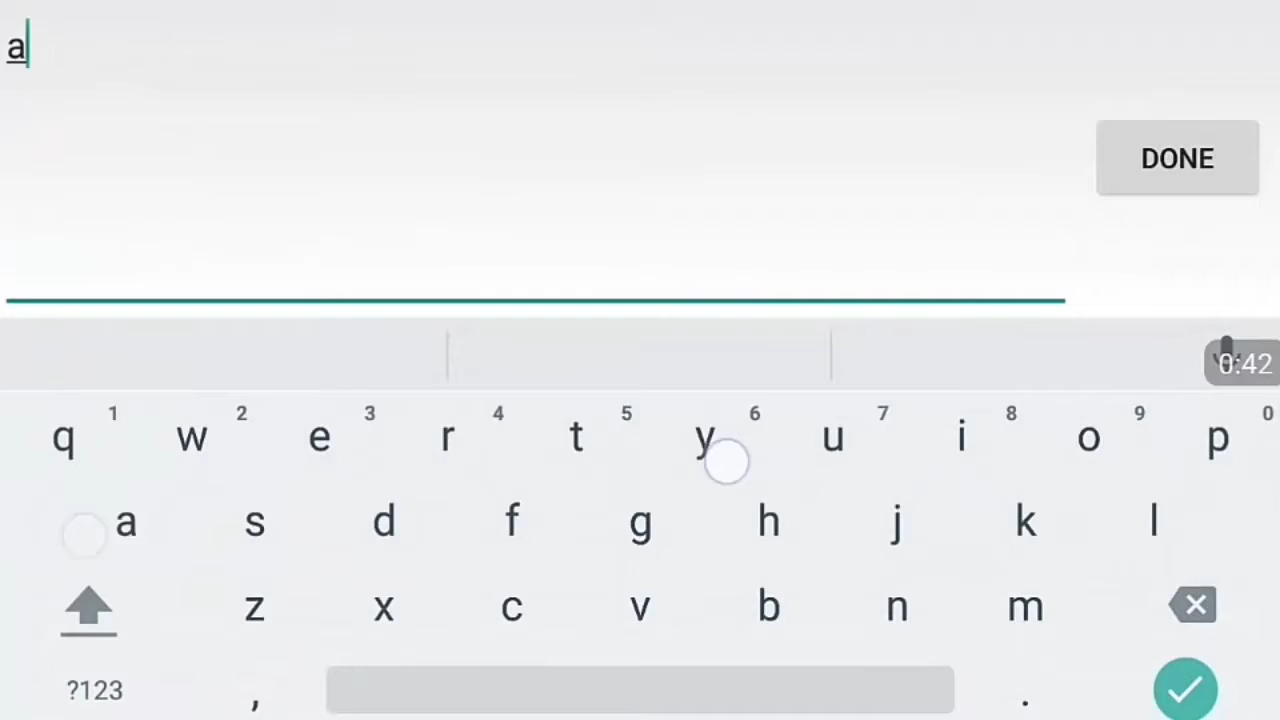 a
DONE
0:42
1 2 3 4 5 6 7 8 9 0
q w e r t y u i o p
a s d f g h j k l
z x c v b n m
?123 , .